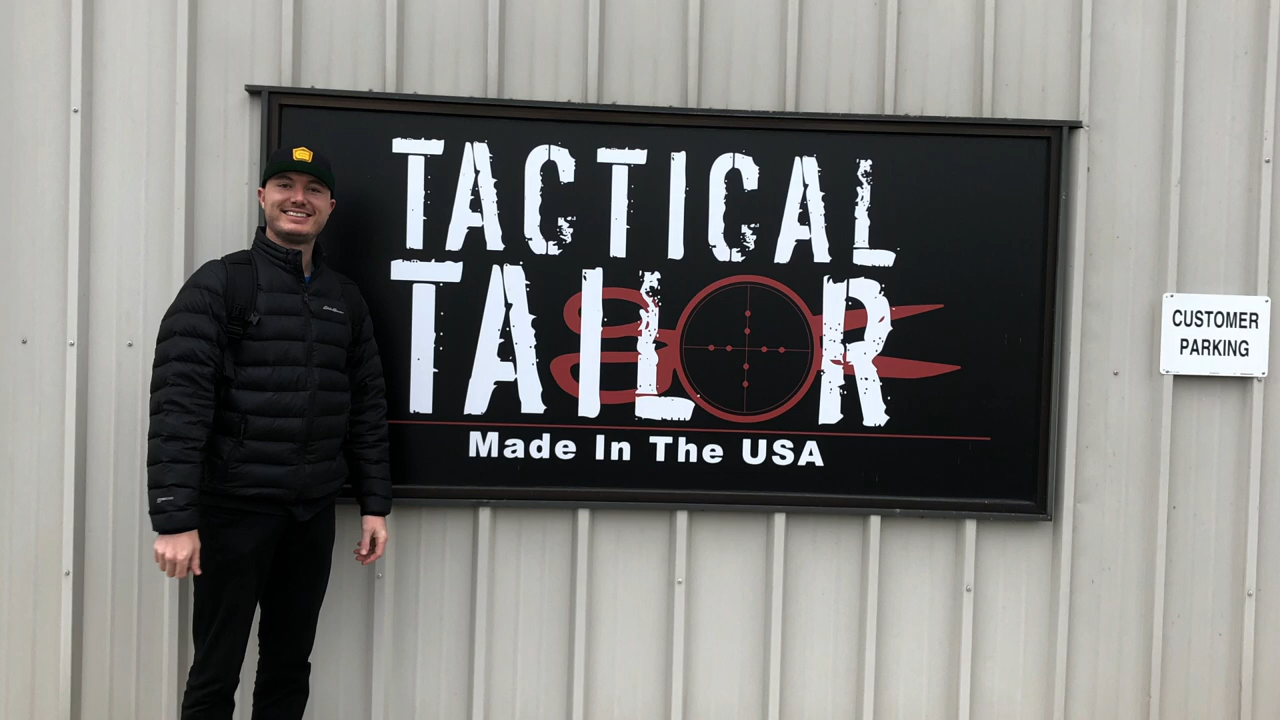 TACTICAL
TAILOR
Made In The USA
CUSTOMER
PARKING